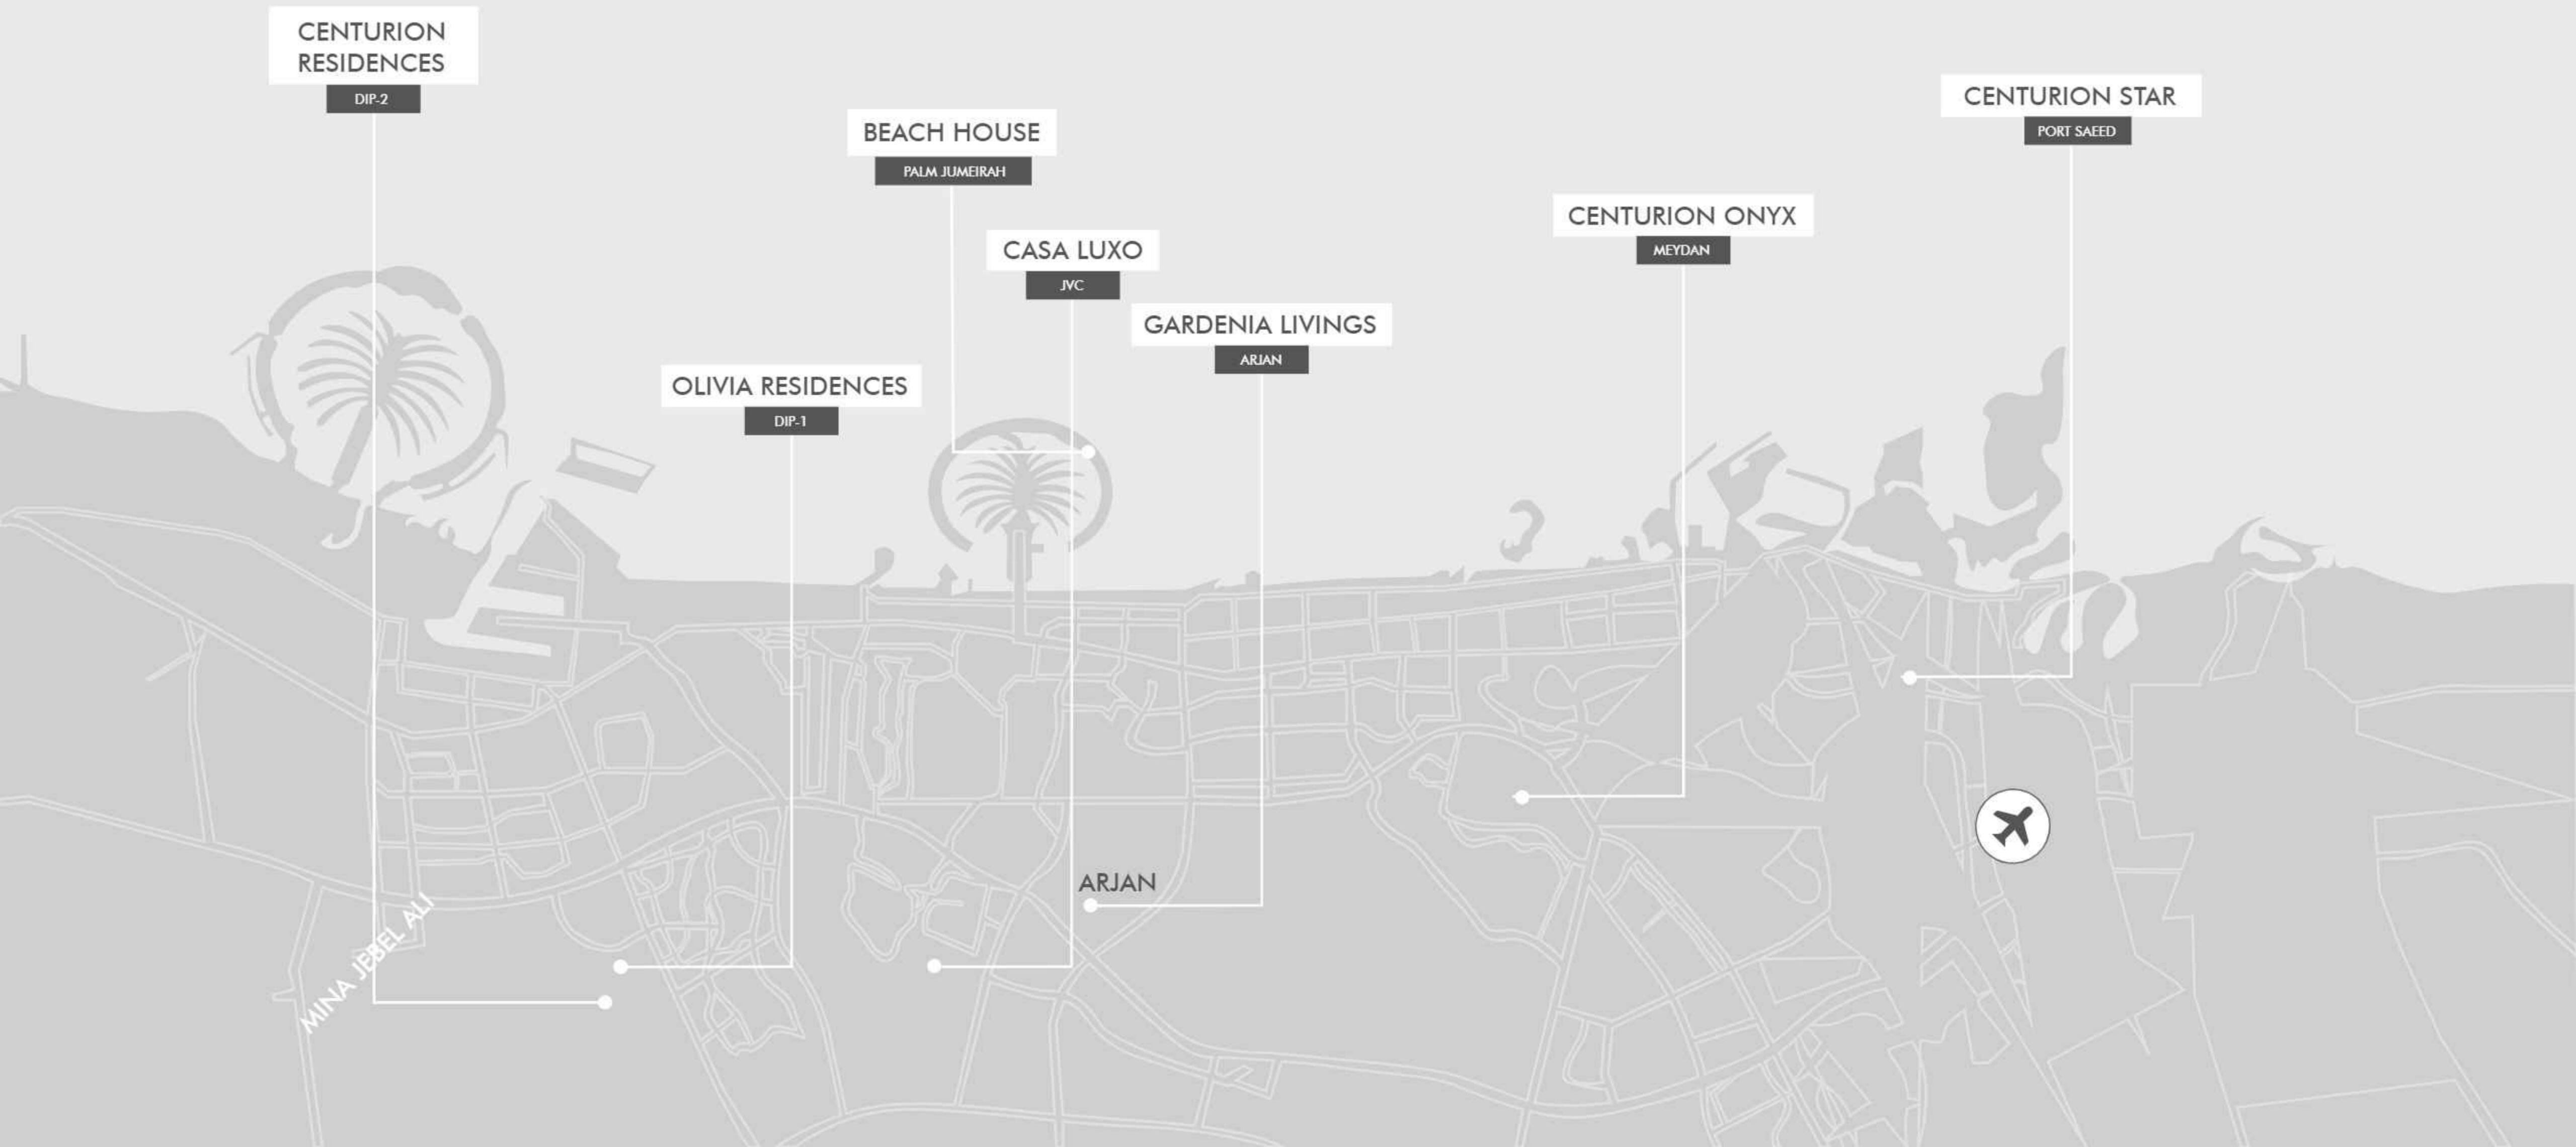 CENTURION
RESIDENCES
DIP-2
CENTURION STAR
PORT SAEED
BEACH HOUSE
PALM JUMEIRAH
CENTURION ONYX
MEYDAN
CASA LUXO
JVC
GARDENIA LIVINGS
ARJAN
OLIVIA RESIDENCES
DIP-1
ARJAN
MINA JEBEL ALI